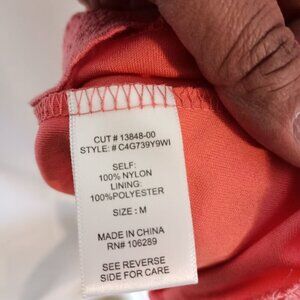 CUT # 13848-00
STYLE: # C4G739Y9WI
SELF:
100% NYLON
LINING:
100%POLYESTER
SIZE : M
MADE IN CHINA
RN# 106289
SEE REVERSE
SIDE FOR CARE